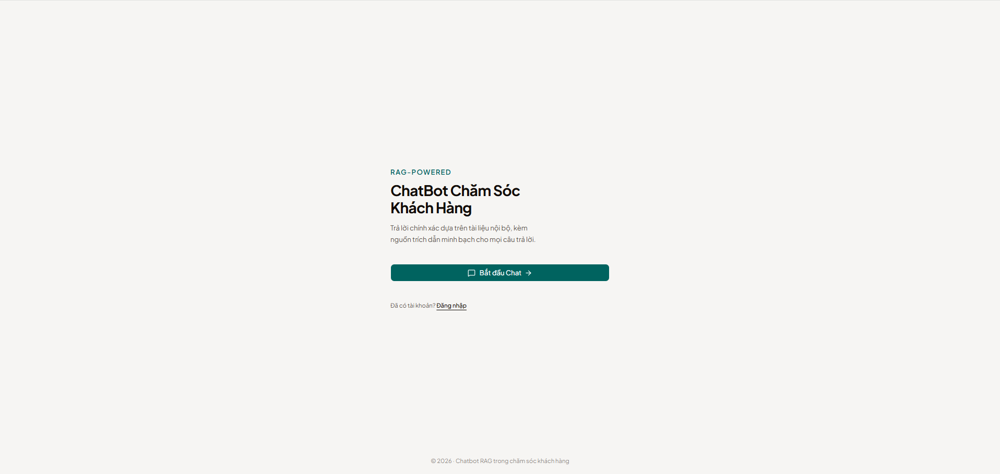 RAG-POWERED
ChatBot Chăm Sóc
Khách Hàng
Trả lời chính xác dựa trên tài liệu nội bộ, kèm
nguồn trích dẫn minh bạch cho mọi câu trả lời.
Bắt đầu Chat
Đã có tài khoản? Đăng nhập
© 2026 · Chatbot RAG trong chăm sóc khách hàng